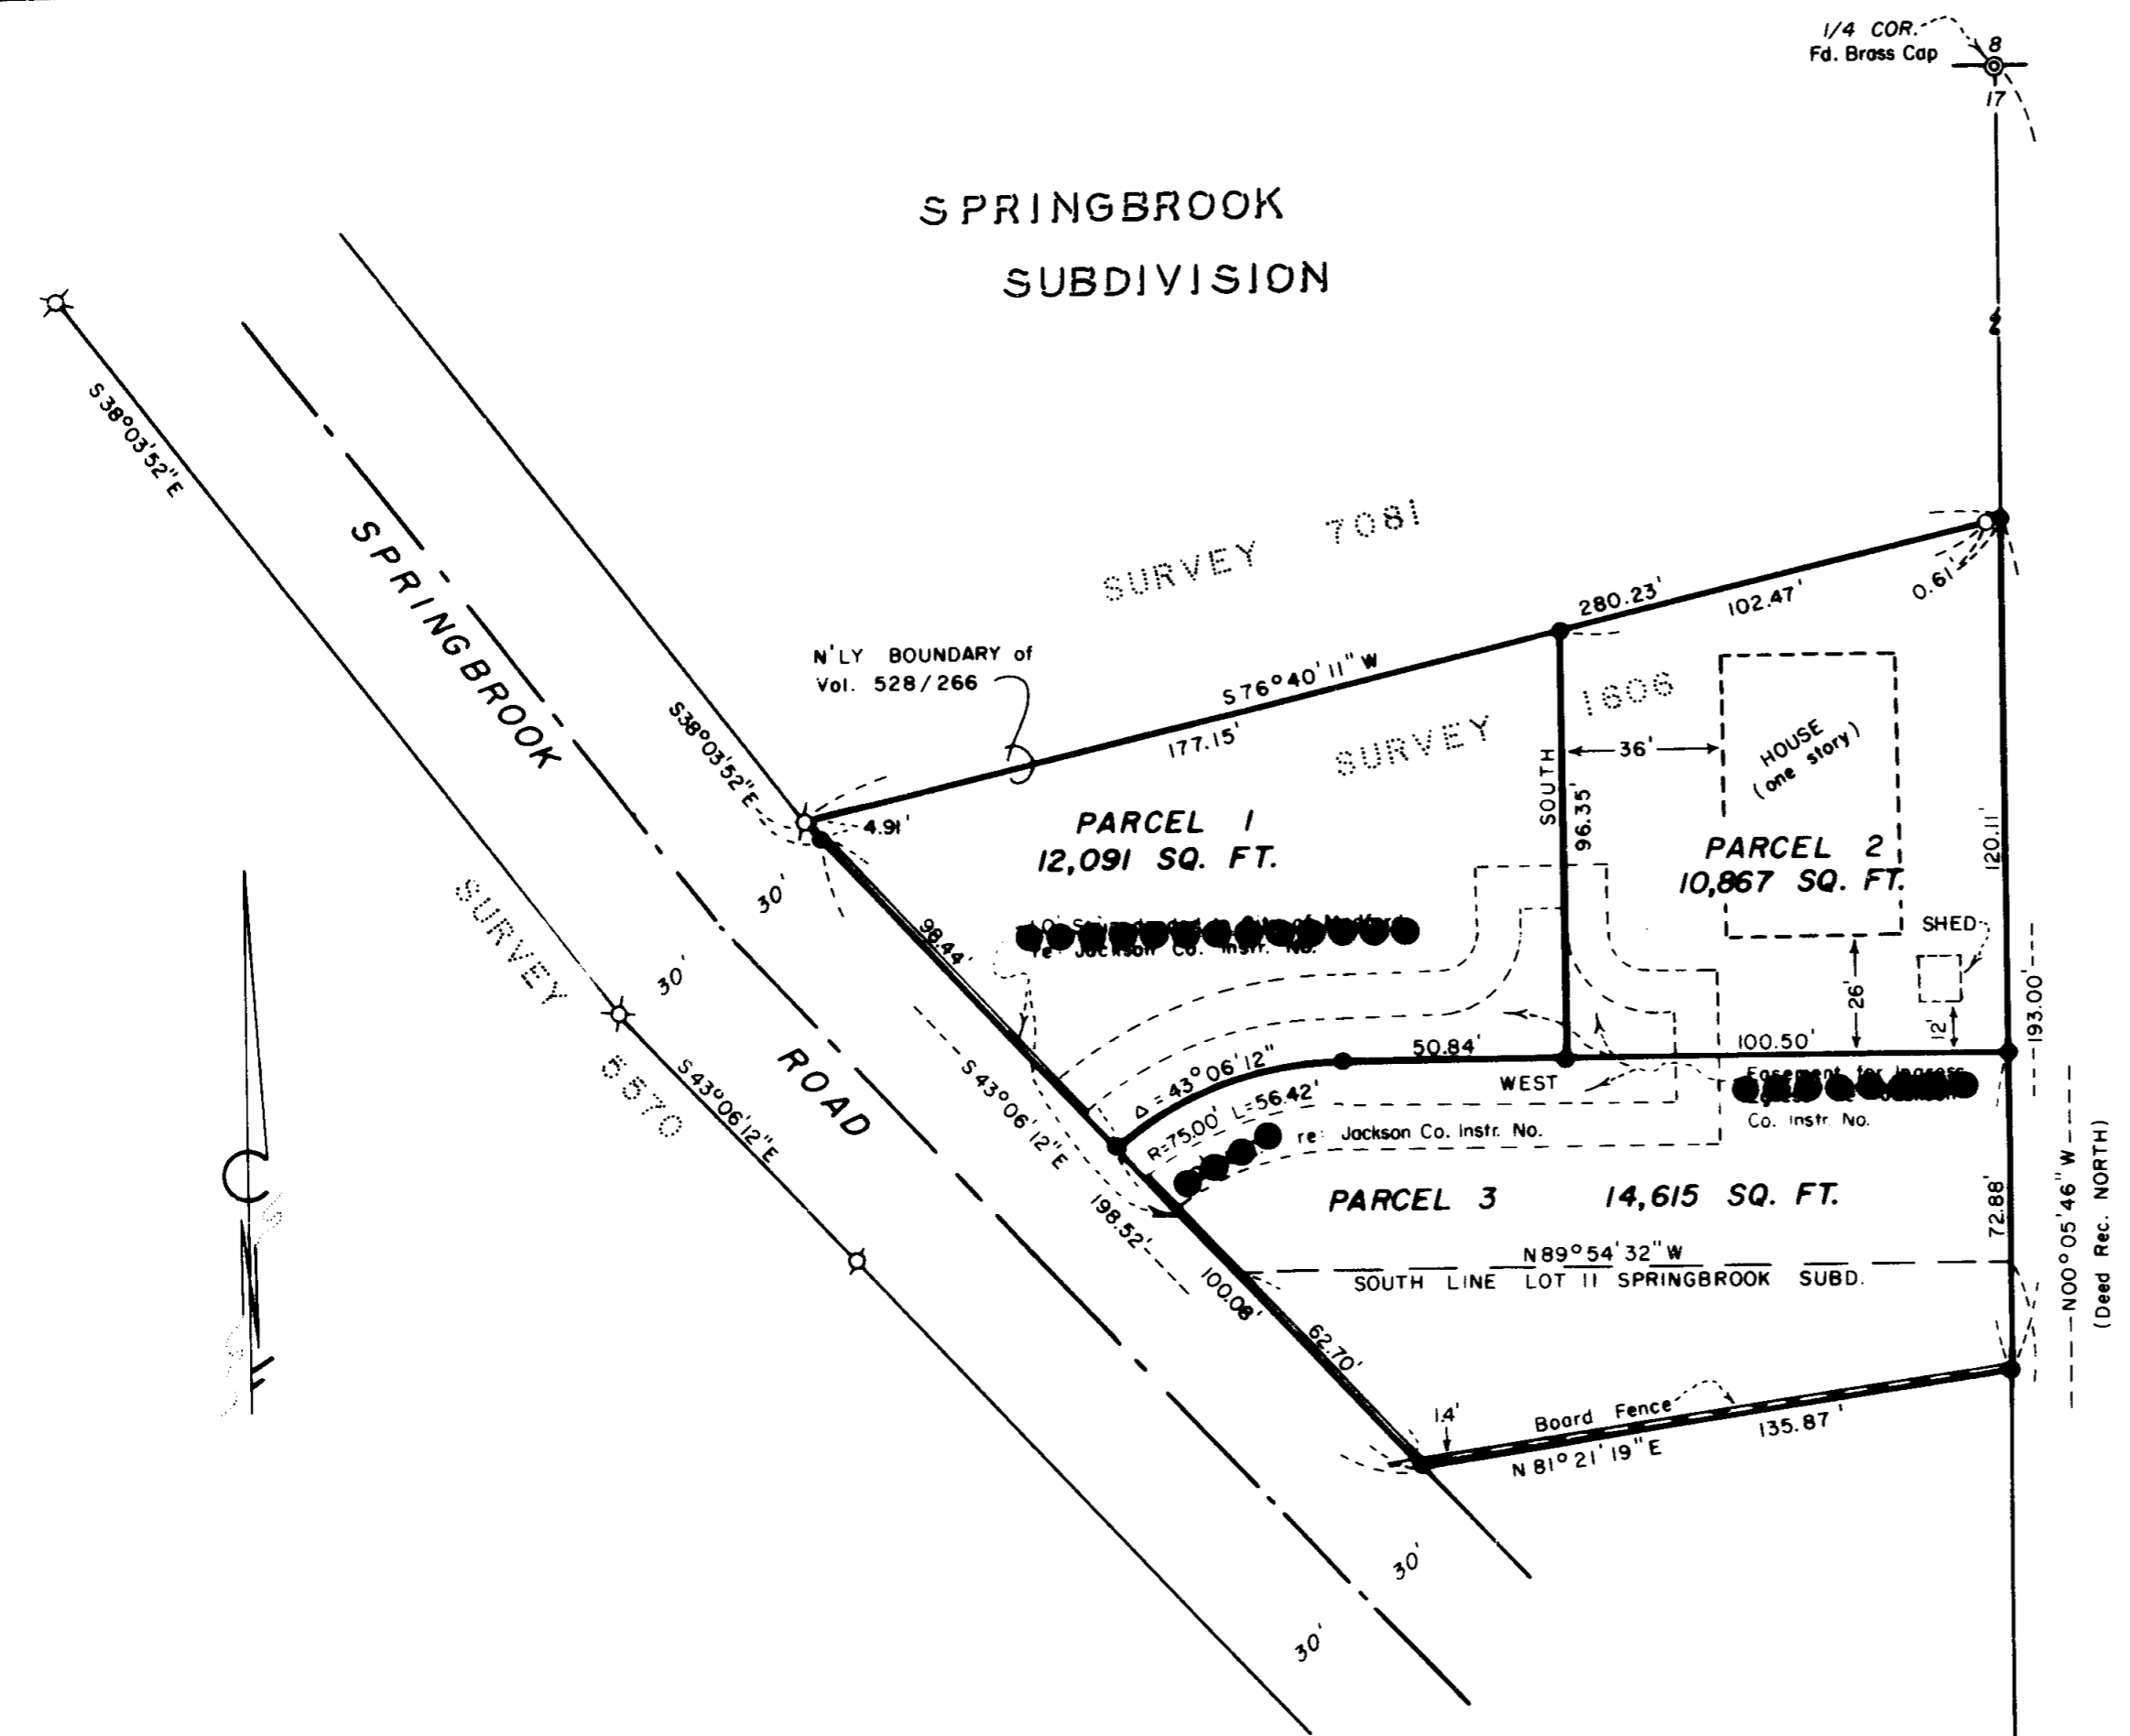 1/4 COR.
Fd. Brass Cap
8
17
SPRINGBROOK
SUBDIVISION
S 38°03'52"E
SPRINGBROOK
ROAD
SURVEY 7081
N'LY BOUNDARY of
Vol. 528/266
S38°03'52"E
S 76°40'11"W
177.15'
280.23'
102.47'
0.61'
SURVEY 1606
SOUTH
96.35'
36'
HOUSE
(one story)
4.91'
PARCEL 1
12,091 SQ. FT.
PARCEL 2
10,867 SQ. FT.
120.11'
30'
30'
98.44'
re: Jackson Co. Instr. No.
SHED
26'
12'
193.00'
SURVEY
5570
S 43°06'12"E
S 43°06'12"E
50.84'
100.50'
WEST
Δ = 43°06'12"
R=75.00' L=56.42'
Easement for Ingress
Co. Instr. No.
re: Jackson Co. Instr. No.
PARCEL 3 14,615 SQ. FT.
72.88'
N00°05'46"W
(Deed Rec. NORTH)
198.52'
100.08'
N89°54'32"W
SOUTH LINE LOT 11 SPRINGBROOK SUBD.
62.70'
Board Fence
135.87'
N 81°21'19"E
30'
30'